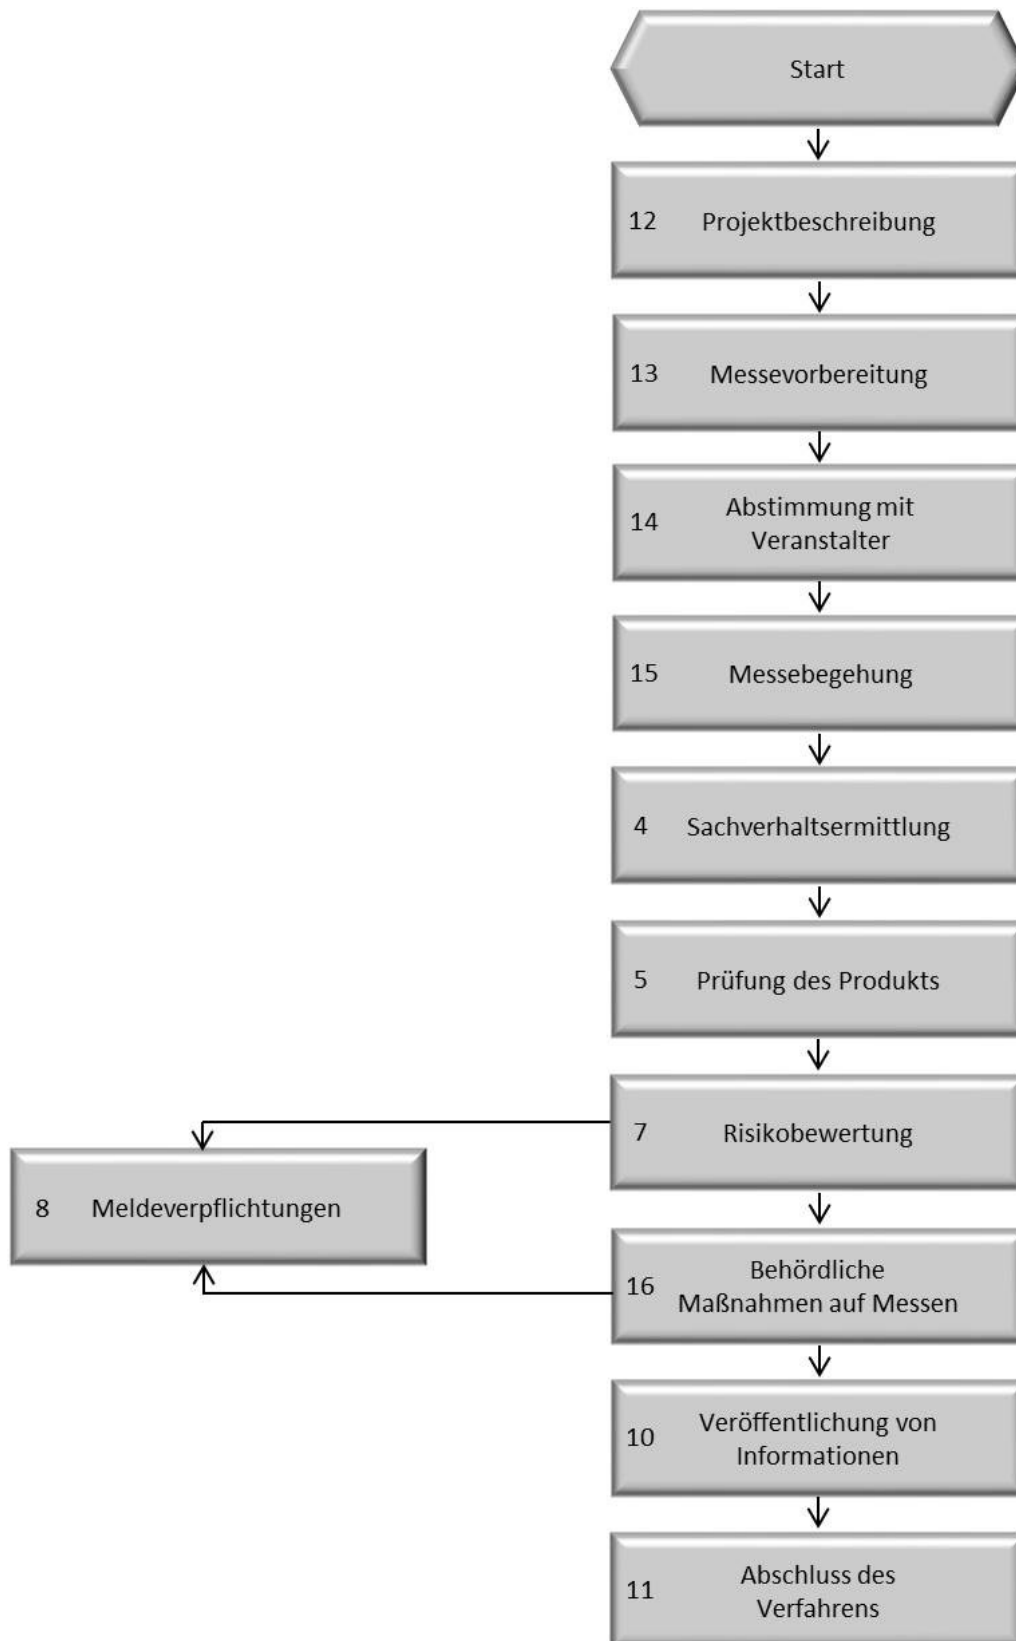 Start
12 Projektbeschreibung
13 Messevorbereitung
14 Abstimmung mit
Veranstalter
15 Messebegehung
4 Sachverhaltsermittlung
5 Prüfung des Produkts
7 Risikobewertung
8 Meldeverpflichtungen
16 Behördliche
Maßnahmen auf Messen
10 Veröffentlichung von
Informationen
11 Abschluss des
Verfahrens